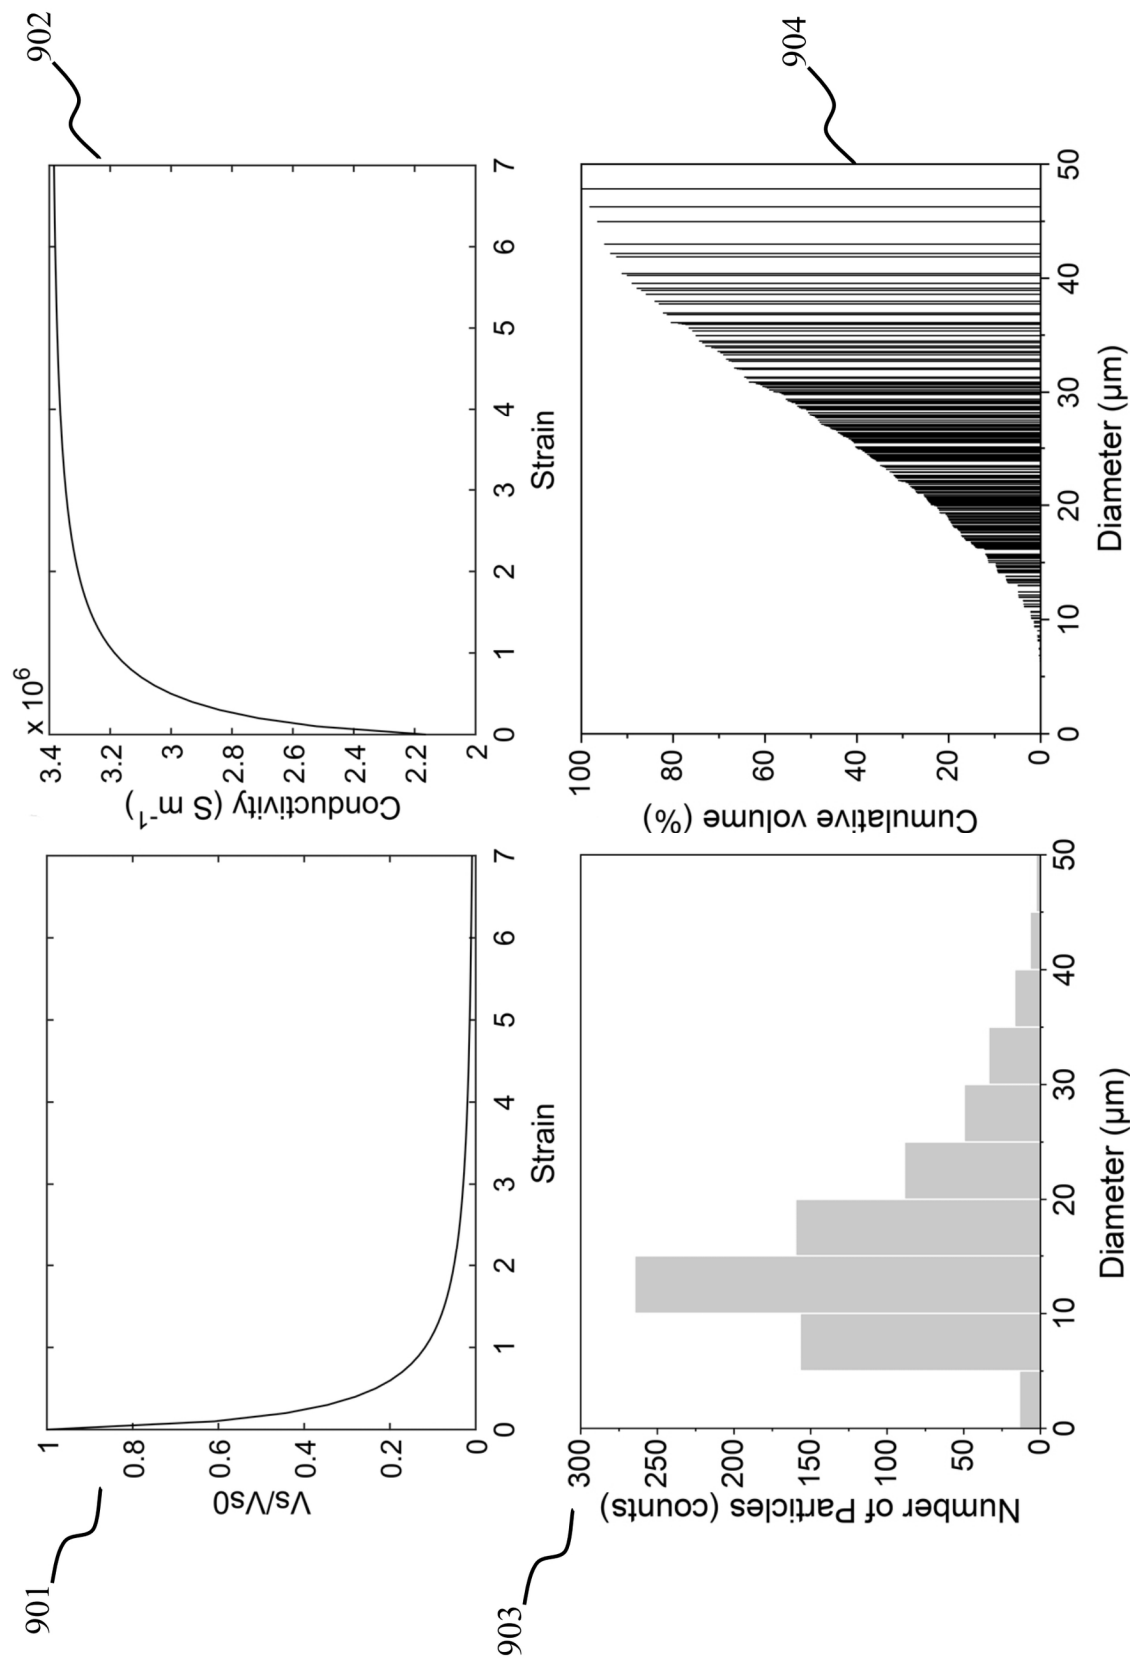 901
1
0.8
0.6
0.4
0.2
0
Vs/Vs0
0 1 2 3 4 5 6 7
Strain
902
x 10⁶
3.4
3.2
3
2.8
2.6
2.4
2.2
2
Conductivity (S m⁻¹)
0 1 2 3 4 5 6 7
Strain
903
300
250
200
150
100
50
0
Number of Particles (counts)
0 10 20 30 40 50
Diameter (µm)
904
100
80
60
40
20
0
Cumulative volume (%)
0 10 20 30 40 50
Diameter (µm)